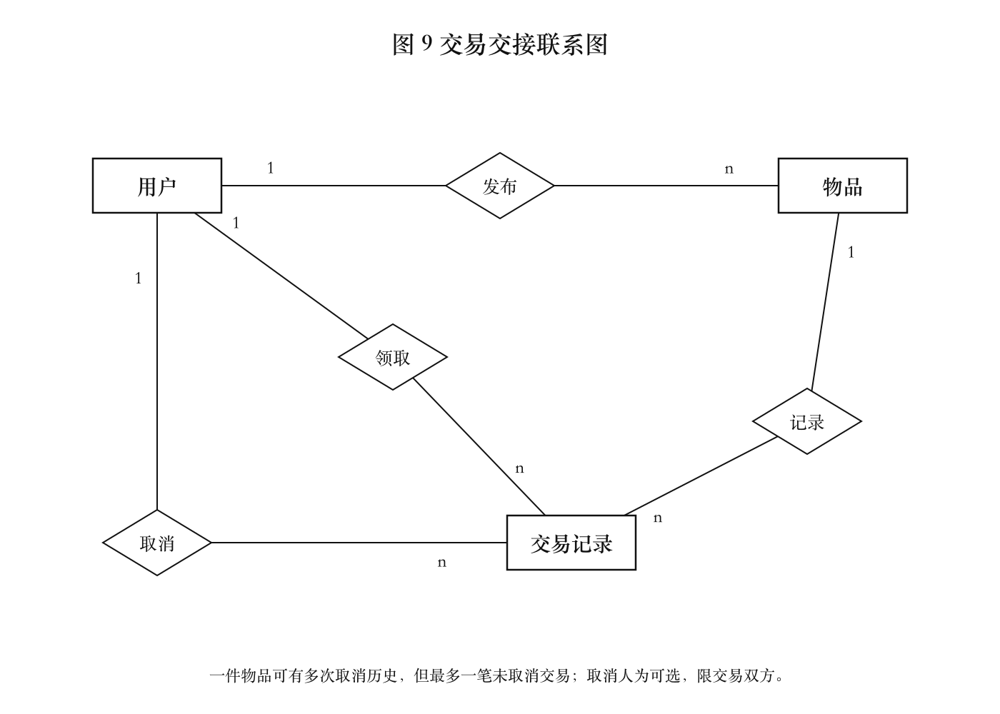 图 9 交易交接联系图
1
n
用户
发布
物品
1
1
1
领取
记录
n
n
取消
交易记录
n
一件物品可有多次取消历史，但最多一笔未取消交易；取消人为可选，限交易双方。